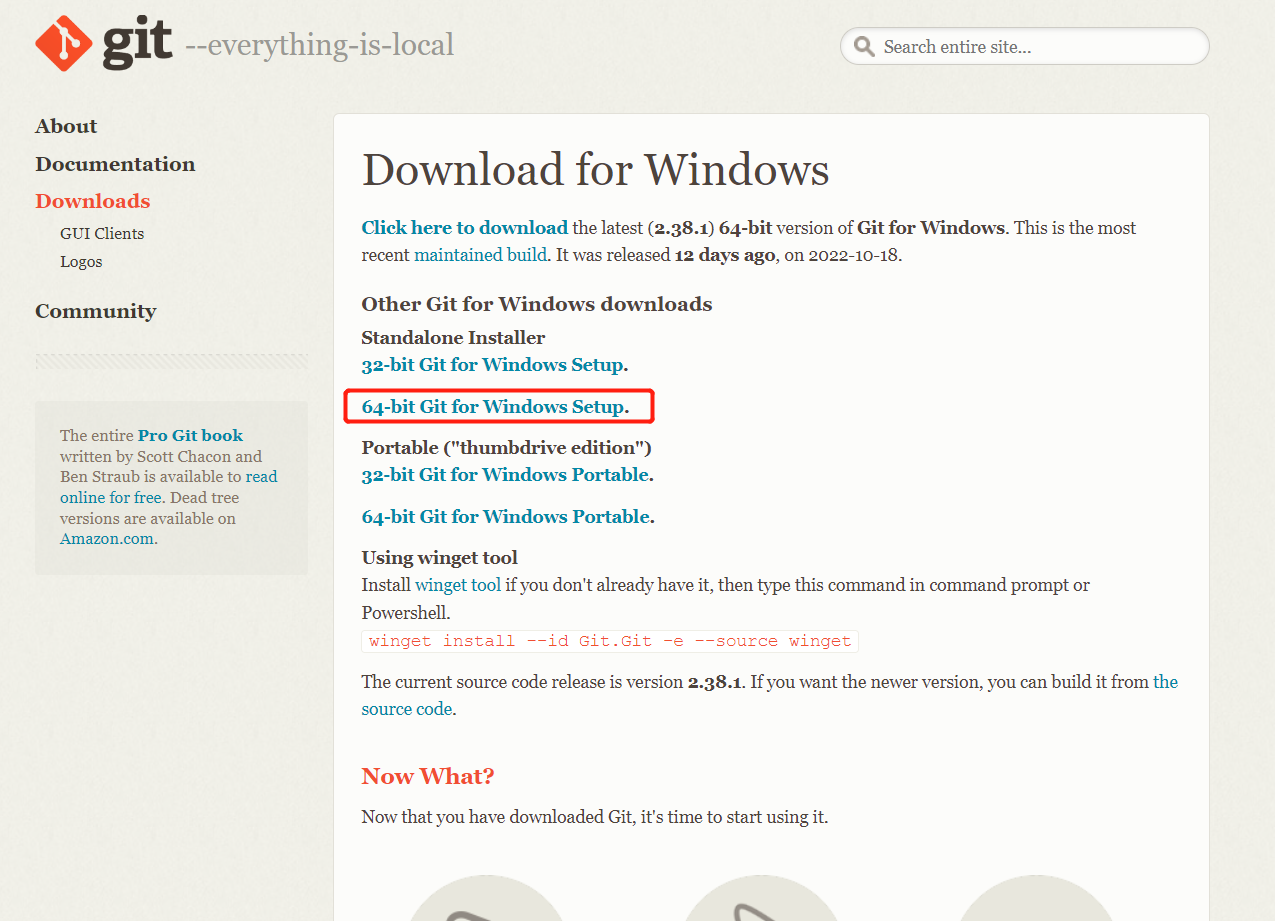 git --everything-is-local
Search entire site...
About
Documentation
Downloads
GUI Clients
Logos
Community
The entire Pro Git book
written by Scott Chacon and
Ben Straub is available to read
online for free. Dead tree
versions are available on
Amazon.com.
Download for Windows
Click here to download the latest (2.38.1) 64-bit version of Git for Windows. This is the most
recent maintained build. It was released 12 days ago, on 2022-10-18.
Other Git for Windows downloads
Standalone Installer
32-bit Git for Windows Setup.
64-bit Git for Windows Setup.
Portable ("thumbdrive edition")
32-bit Git for Windows Portable.
64-bit Git for Windows Portable.
Using winget tool
Install winget tool if you don't already have it, then type this command in command prompt or
Powershell.
winget install --id Git.Git -e --source winget
The current source code release is version 2.38.1. If you want the newer version, you can build it from the
source code.
Now What?
Now that you have downloaded Git, it's time to start using it.